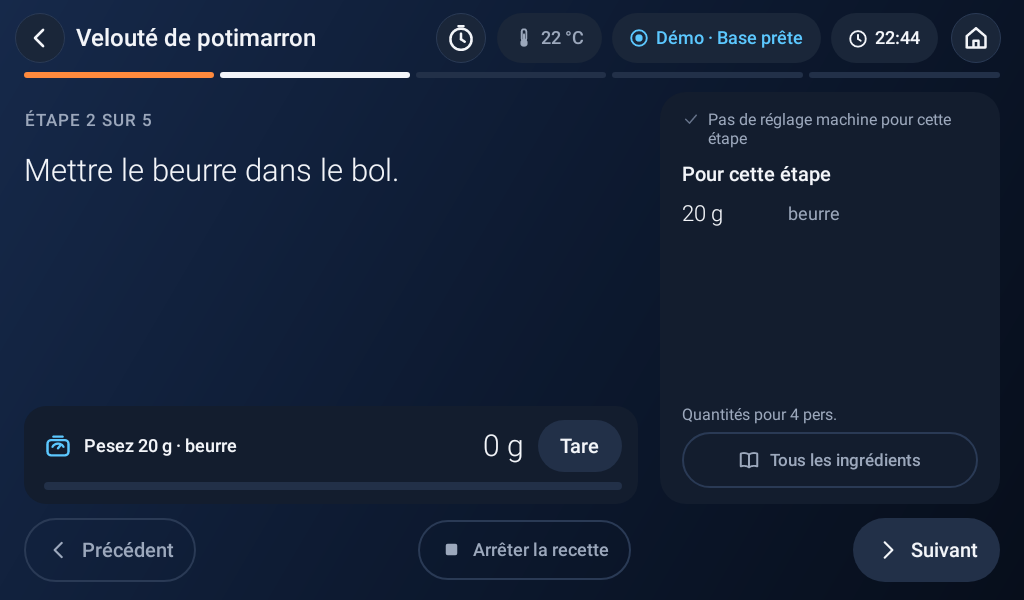 Velouté de potimarron
22 °C
Démo · Base prête
22:44
ÉTAPE 2 SUR 5
Mettre le beurre dans le bol.
Pas de réglage machine pour cette
étape
Pour cette étape
20 g beurre
Pesez 20 g · beurre
0 g
Tare
Quantités pour 4 pers.
Tous les ingrédients
Précédent
Arrêter la recette
Suivant